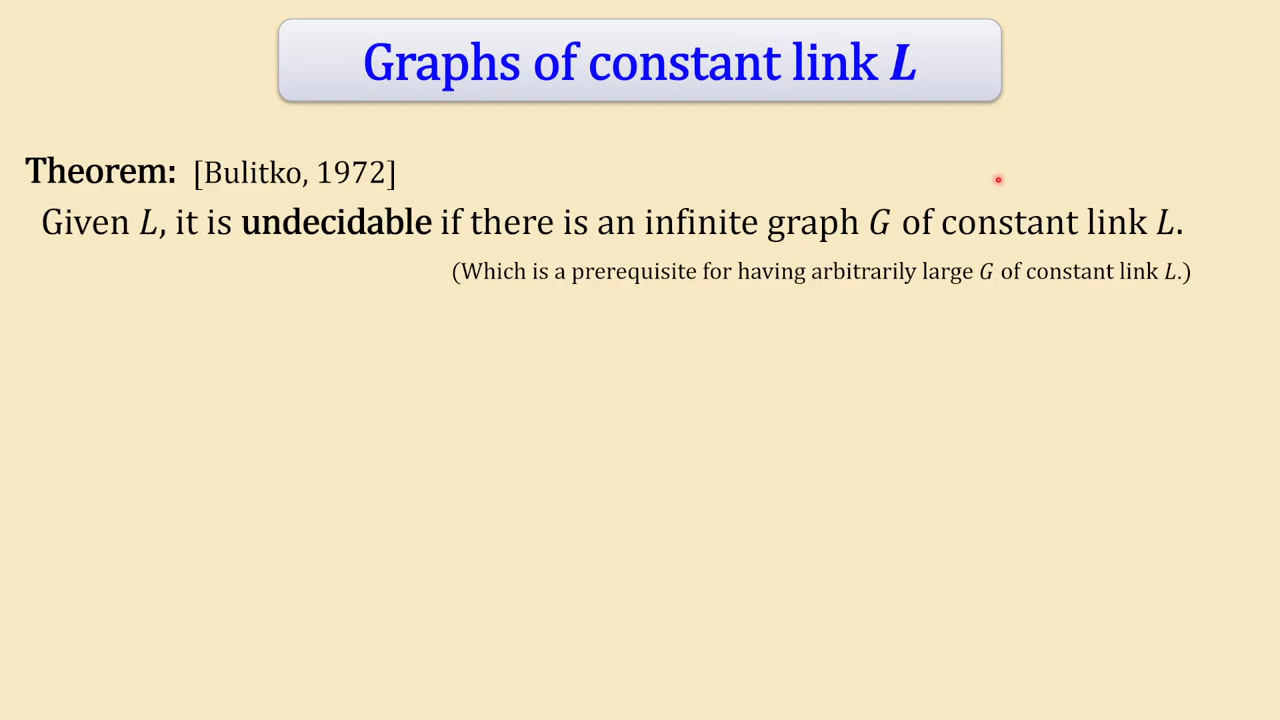 Graphs of constant link L
Theorem: [Bulitko, 1972]
Given L, it is undecidable if there is an infinite graph G of constant link L.
(Which is a prerequisite for having arbitrarily large G of constant link L.)